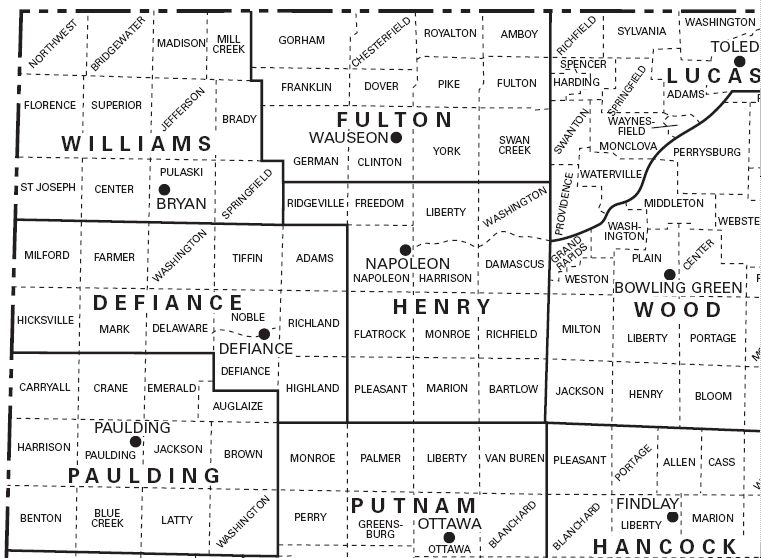 NORTHWEST
BRIDGEWATER
MADISON
MILL
CREEK
GORHAM
CHESTERFIELD
ROYALTON
AMBOY
RICHFIELD
SYLVANIA
WASHINGTON
TOLED
SPENCER
HARDING
SPRINGFIELD
LUCAS
ADAMS
FRANKLIN
DOVER
PIKE
FULTON
FLORENCE
SUPERIOR
JEFFERSON
BRADY
FULTON
WAUSEON
WILLIAMS
SWANTON
WAYNES-
FIELD
MONCLOVA
PERRYSBURG
YORK
SWAN
CREEK
GERMAN
CLINTON
ST JOSEPH
CENTER
PULASKI
BRYAN
SPRINGFIELD
WATERVILLE
PROVIDENCE
RIDGEVILLE
FREEDOM
LIBERTY
WASHINGTON
MIDDLETON
WEBSTE
WASH-
INGTON
MILFORD
FARMER
WASHINGTON
TIFFIN
ADAMS
NAPOLEON
NAPOLEON
HARRISON
DAMASCUS
GRAND
RAPIDS
PLAIN
CENTER
WESTON
BOWLING GREEN
DEFIANCE
HENRY
WOOD
HICKSVILLE
MARK
DELAWARE
NOBLE
RICHLAND
DEFIANCE
DEFIANCE
FLATROCK
MONROE
RICHFIELD
MILTON
LIBERTY
PORTAGE
M
CARRYALL
CRANE
EMERALD
AUGLAIZE
HIGHLAND
PLEASANT
MARION
BARTLOW
JACKSON
HENRY
BLOOM
PAULDING
HARRISON
PAULDING
JACKSON
BROWN
PAULDING
MONROE
PALMER
LIBERTY
VAN BUREN
PLEASANT
PORTAGE
ALLEN
CASS
BENTON
BLUE
CREEK
LATTY
WASHINGTON
PERRY
PUTNAM
GREENS-
BURG
OTTAWA
OTTAWA
BLANCHARD
BLANCHARD
FINDLAY
LIBERTY
MARION
HANCOCK